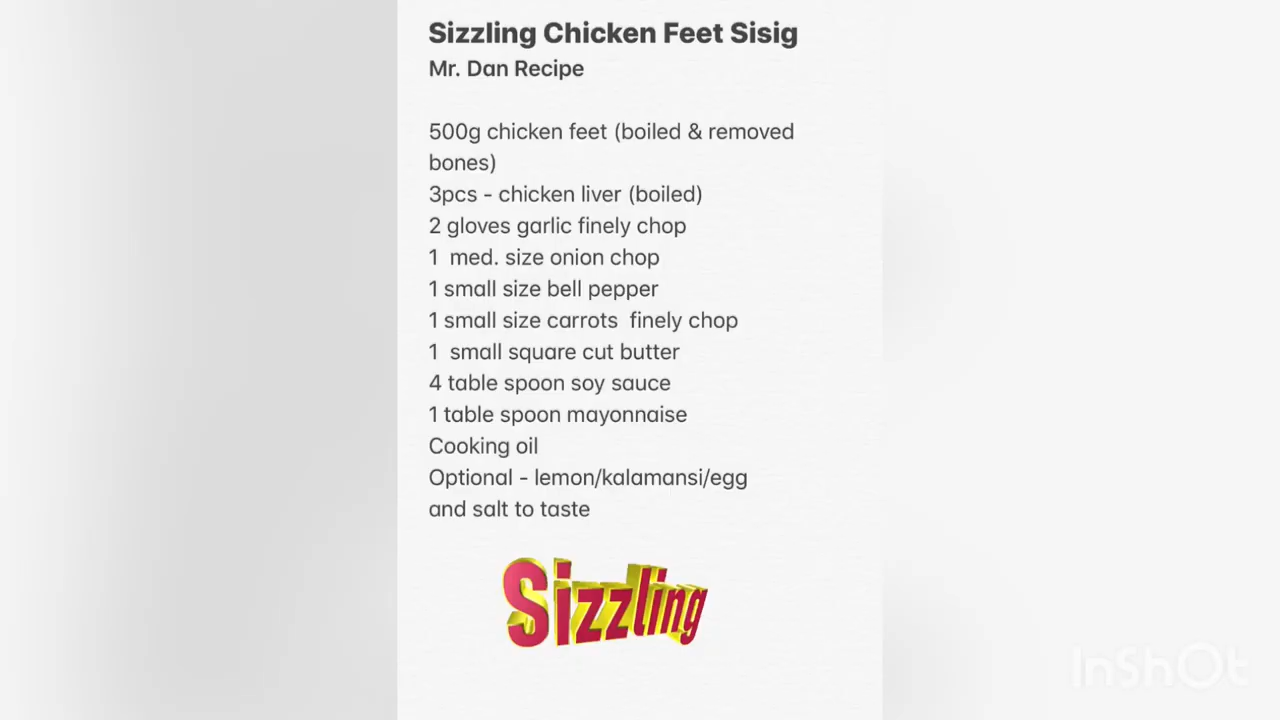 Sizzling Chicken Feet Sisig
Mr. Dan Recipe
500g chicken feet (boiled & removed
bones)
3pcs - chicken liver (boiled)
2 gloves garlic finely chop
1 med. size onion chop
1 small size bell pepper
1 small size carrots finely chop
1 small square cut butter
4 table spoon soy sauce
1 table spoon mayonnaise
Cooking oil
Optional - lemon/kalamansi/egg
and salt to taste
Sizzling
InShOt